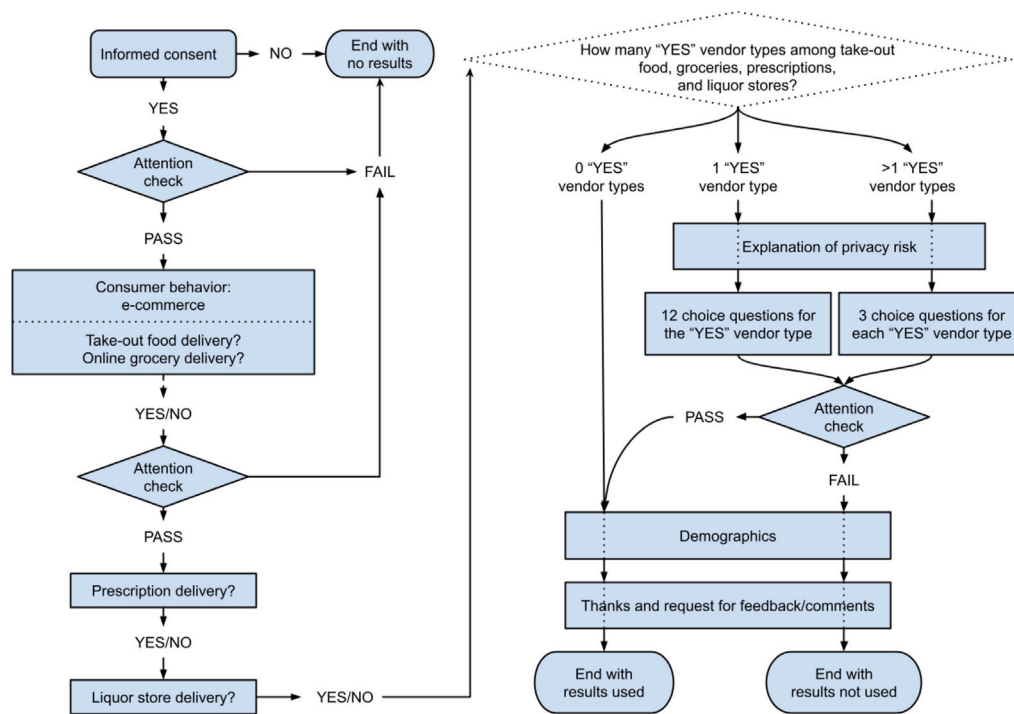 Informed consent
NO
End with
no results
YES
Attention
check
FAIL
PASS
Consumer behavior:
e-commerce
Take-out food delivery?
Online grocery delivery?
YES/NO
Attention
check
PASS
Prescription delivery?
YES/NO
Liquor store delivery?
YES/NO
How many “YES” vendor types among take-out
food, groceries, prescriptions,
and liquor stores?
0 “YES”
vendor types
1 “YES”
vendor type
>1 “YES”
vendor types
Explanation of privacy risk
12 choice questions for
the “YES” vendor type
3 choice questions for
each “YES” vendor type
Attention
check
PASS
FAIL
Demographics
Thanks and request for feedback/comments
End with
results used
End with
results not used